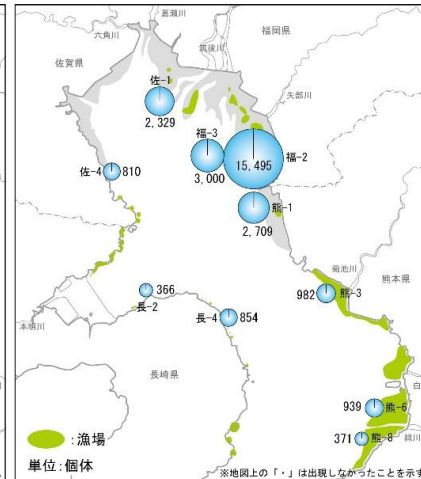 嘉瀬川
六角川
筑後川
福岡県
佐賀県
矢部川
佐-1
2,329
福-3
3,000
15,495
福-2
佐-4
810
熊-1
2,709
菊池川
熊本県
366
長-2
982
熊-3
長-4
854
本明川
長崎県
白
939
熊-6
371
熊-8
緑川
:漁場
単位:個体
※地図上の「・」は出現しなかったことを示す